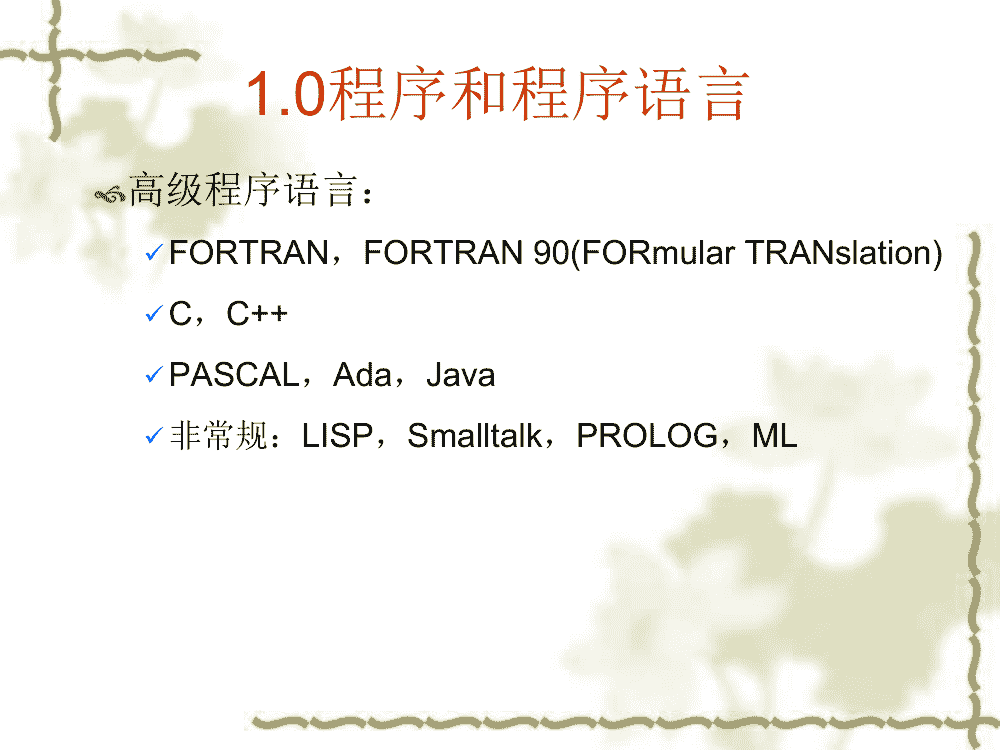 1.0程序和程序语言
高级程序语言：
FORTRAN，FORTRAN 90(FORmular TRANslation)
C，C++
PASCAL，Ada，Java
非常规：LISP，Smalltalk，PROLOG，ML